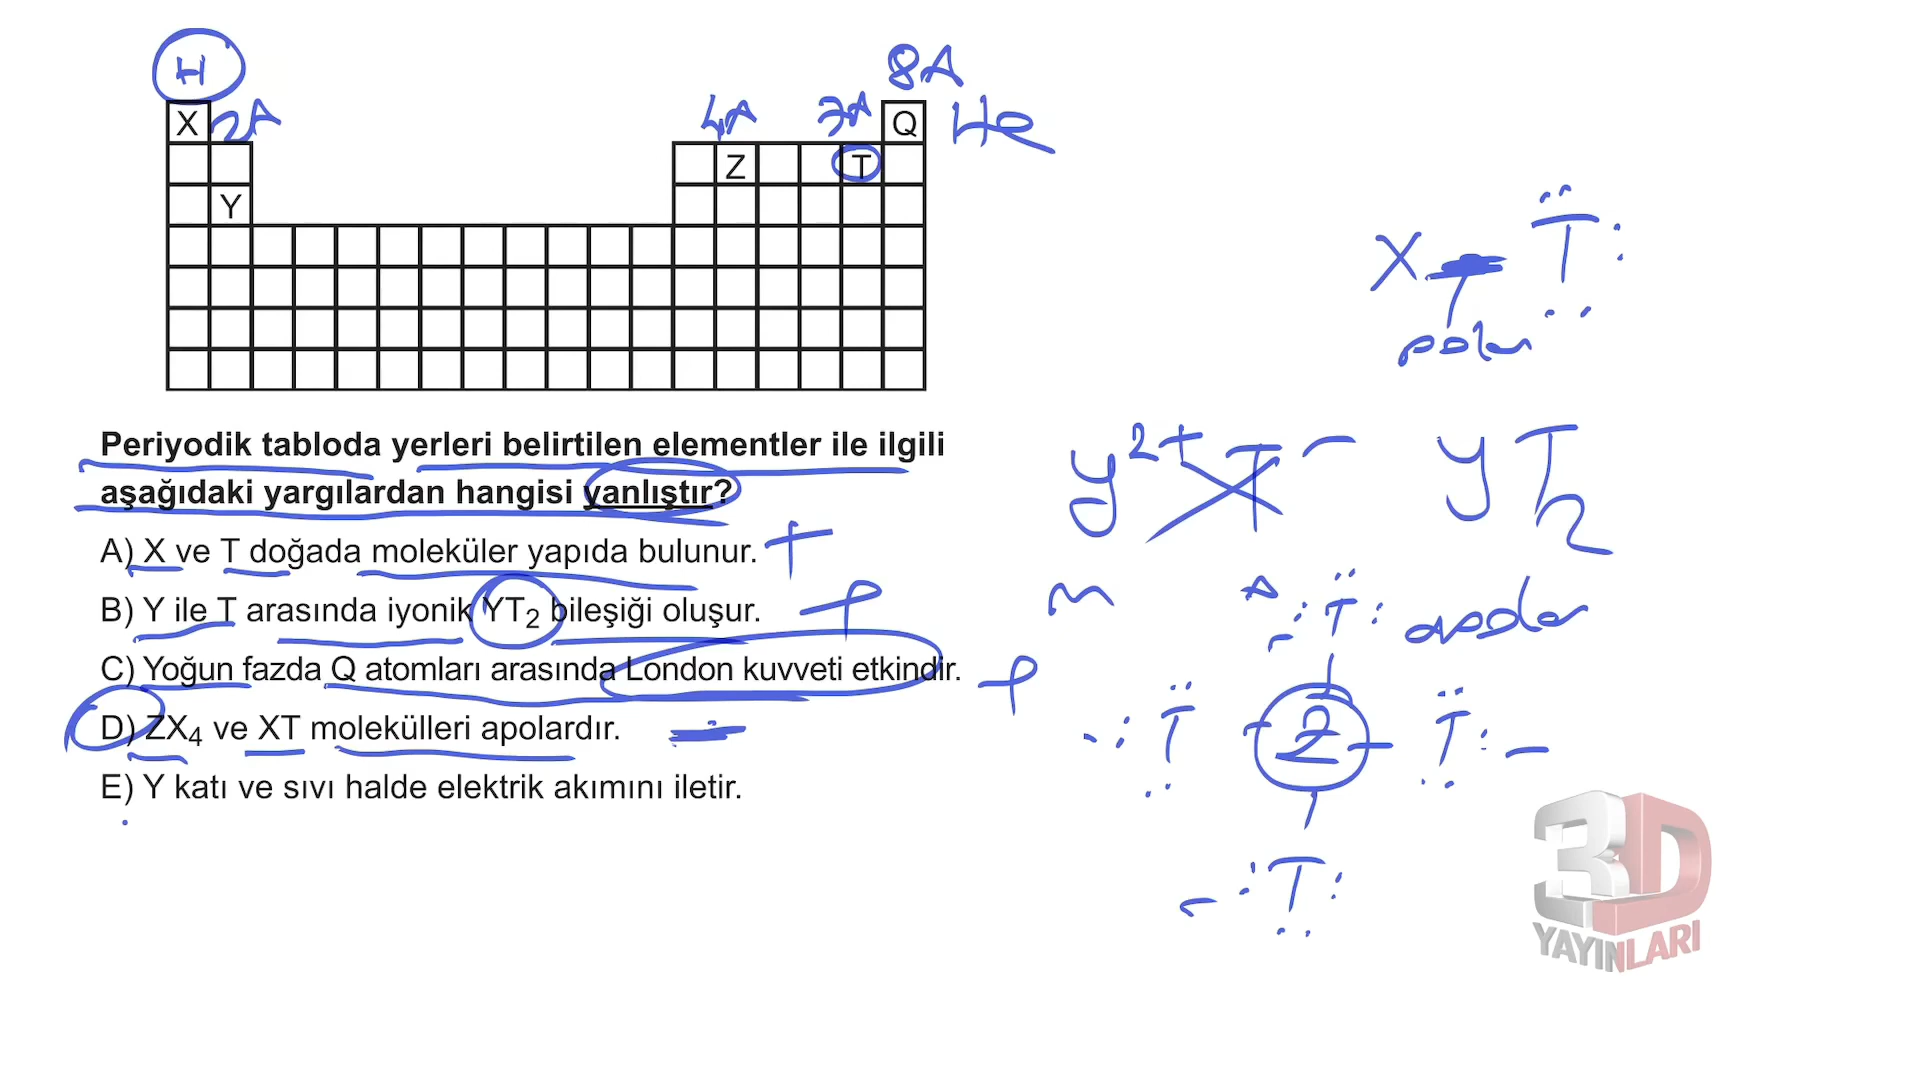 H
8A
X 2A 4A 7A Q He
Z T
Y
X - T
polar
Periyodik tabloda yerleri belirtilen elementler ile ilgili
aşağıdaki yargılardan hangisi yanlıştır?
y²⁺ T⁻ yT₂
A) X ve T doğada moleküler yapıda bulunur. +
B) Y ile T arasında iyonik YT₂ bileşiği oluşur. +
m A
T apolar
C) Yoğun fazda Q atomları arasında London kuvveti etkindir. +
D) ZX₄ ve XT molekülleri apolardır. -
T - Z - T -
E) Y katı ve sıvı halde elektrik akımını iletir.
T
3D
YAYINLARI